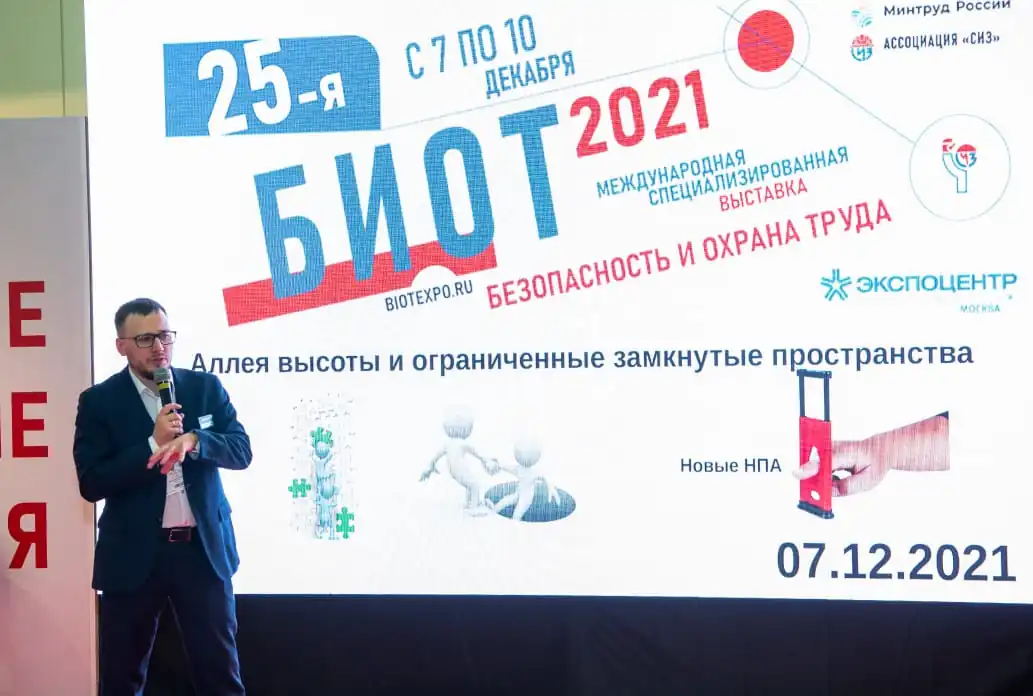 Минтруд России
АССОЦИАЦИЯ «СИЗ»
25-я
С 7 ПО 10
ДЕКАБРЯ
БИОТ
2021
МЕЖДУНАРОДНАЯ
СПЕЦИАЛИЗИРОВАННАЯ
ВЫСТАВКА
BIOTEXPO.RU
БЕЗОПАСНОСТЬ И ОХРАНА ТРУДА
ЭКСПОЦЕНТР
МОСКВА
Аллея высоты и ограниченные замкнутые пространства
Новые НПА
07.12.2021
Е
ИЕ
Я